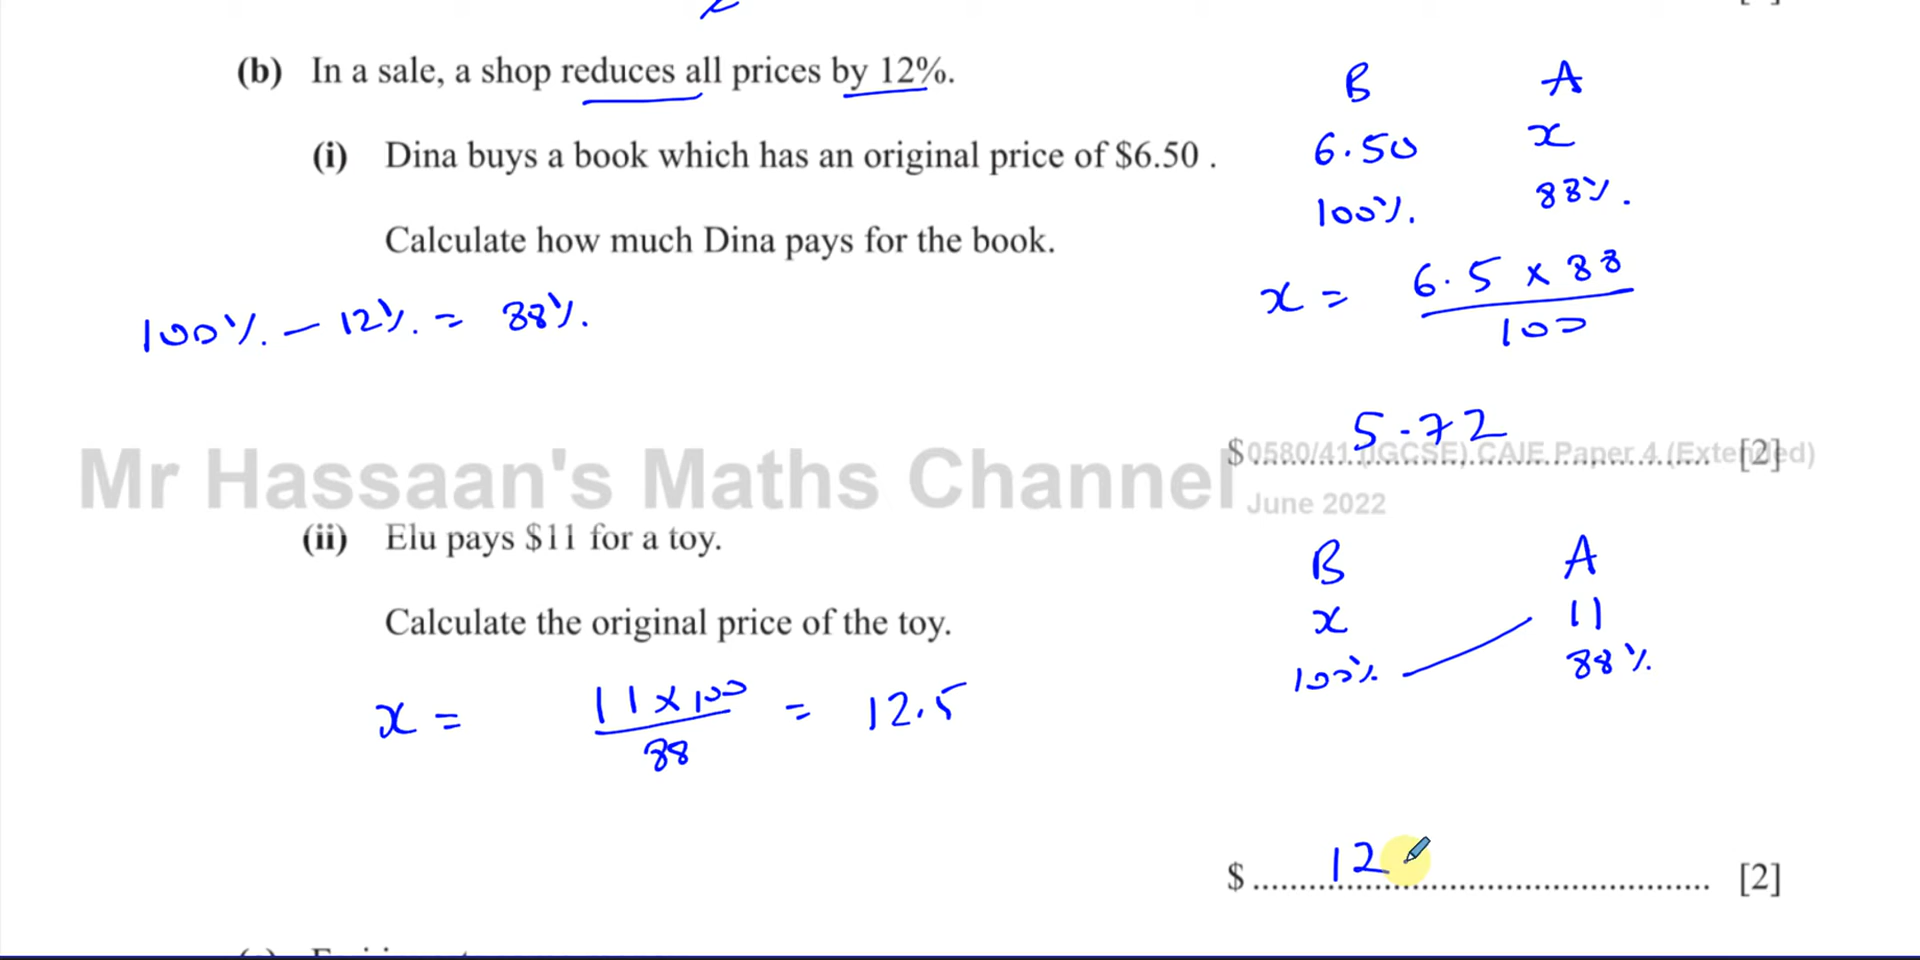 (b) In a sale, a shop reduces all prices by 12%.
B A
(i) Dina buys a book which has an original price of $6.50 .
6.50 x
100% 88%.
Calculate how much Dina pays for the book.
x = 6.5 x 88
100
100% - 12% = 88%.
5.72
$ [2]
0580/41 (IGCSE) CAIE Paper 4 (Extended)
Mr Hassaan's Maths Channel
June 2022
(ii) Elu pays $11 for a toy.
B A
x 11
Calculate the original price of the toy.
100% 88%.
x = 11 x 100 = 12.5
88
$ 12 [2]